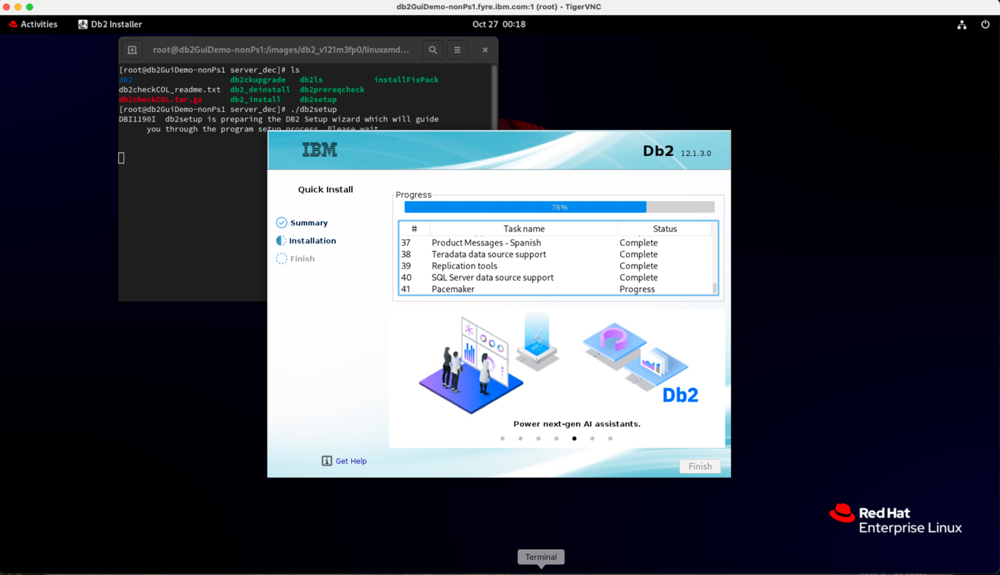 db2GuiDemo-nonPs1.fyre.ibm.com:1 (root) - TigerVNC
Activities Db2 Installer Oct 27 00:18
root@db2GuiDemo-nonPs1:/images/db2_v121m3fp0/linuxamd...
[root@db2GuiDemo-nonPs1 server_dec]# ls
db2 db2ckupgrade db2ls installFixPack
db2checkCOL_readme.txt db2_deinstall db2prereqcheck
db2checkCOL.tar.gz db2_install db2setup
[root@db2GuiDemo-nonPs1 server_dec]# ./db2setup
DBI1190I db2setup is preparing the DB2 Setup wizard which will guide
you through the program setup process. Please wait.
IBM Db2 12.1.3.0
Quick Install
Summary
Installation
Finish
Progress
78%
# Task name Status
37 Product Messages - Spanish Complete
38 Teradata data source support Complete
39 Replication tools Complete
40 SQL Server data source support Complete
41 Pacemaker Progress
Db2
Power next-gen AI assistants.
Get Help
Finish
Red Hat
Enterprise Linux
Terminal